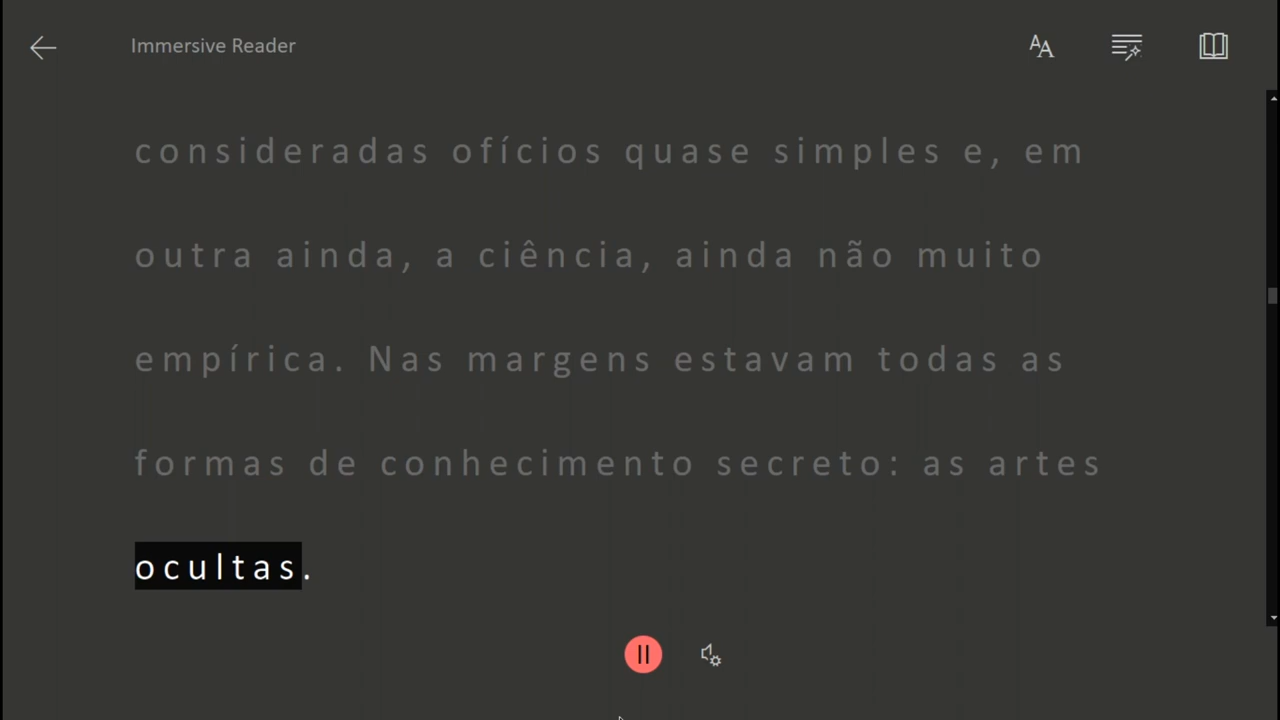 Immersive Reader
consideradas ofícios quase simples e, em
outra ainda, a ciência, ainda não muito
empírica. Nas margens estavam todas as
formas de conhecimento secreto: as artes
ocultas.